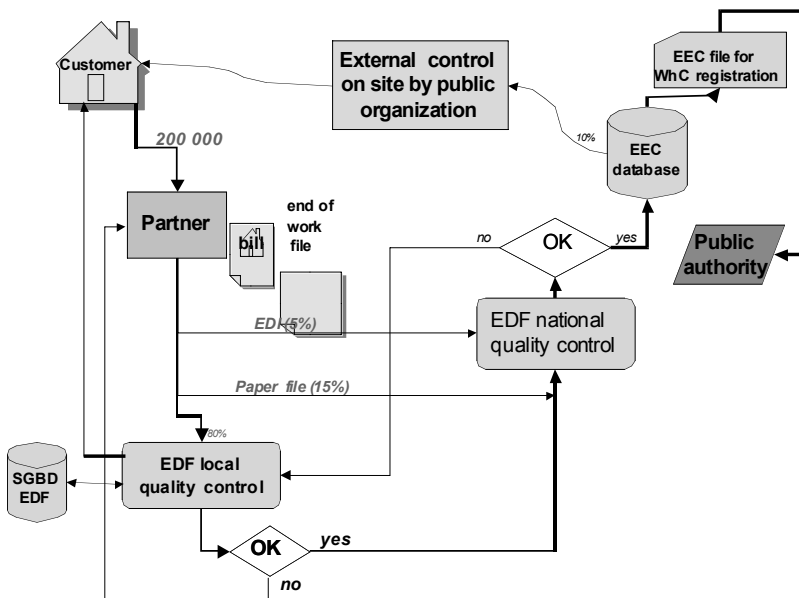 Customer
External control
on site by public
organization
EEC file for
WhC registration
10%
EEC
database
200 000
Partner
bill
end of
work
file
no
OK
yes
Public
authority
EDI (5%)
EDF national
quality control
Paper file (15%)
80%
SGBD
EDF
EDF local
quality control
OK
yes
no